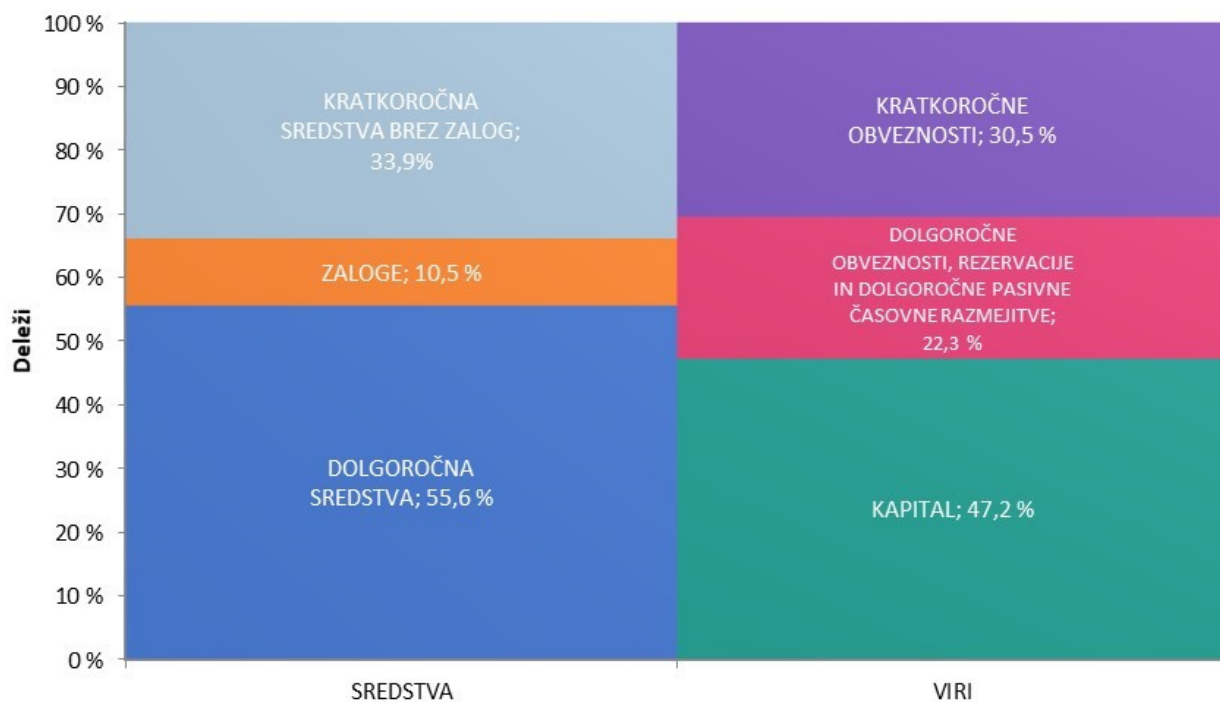 100 %
90 %
80 %
70 %
60 %
50 %
40 %
30 %
20 %
10 %
0 %
Deleži
KRATKOROČNA
SREDSTVA BREZ ZALOG;
33,9%
ZALOGE; 10,5 %
DOLGOROČNA
SREDSTVA; 55,6 %
KRATKOROČNE
OBVEZNOSTI; 30,5 %
DOLGOROČNE
OBVEZNOSTI, REZERVACIJE
IN DOLGOROČNE PASIVNE
ČASOVNE RAZMEJITVE;
22,3 %
KAPITAL; 47,2 %
SREDSTVA
VIRI